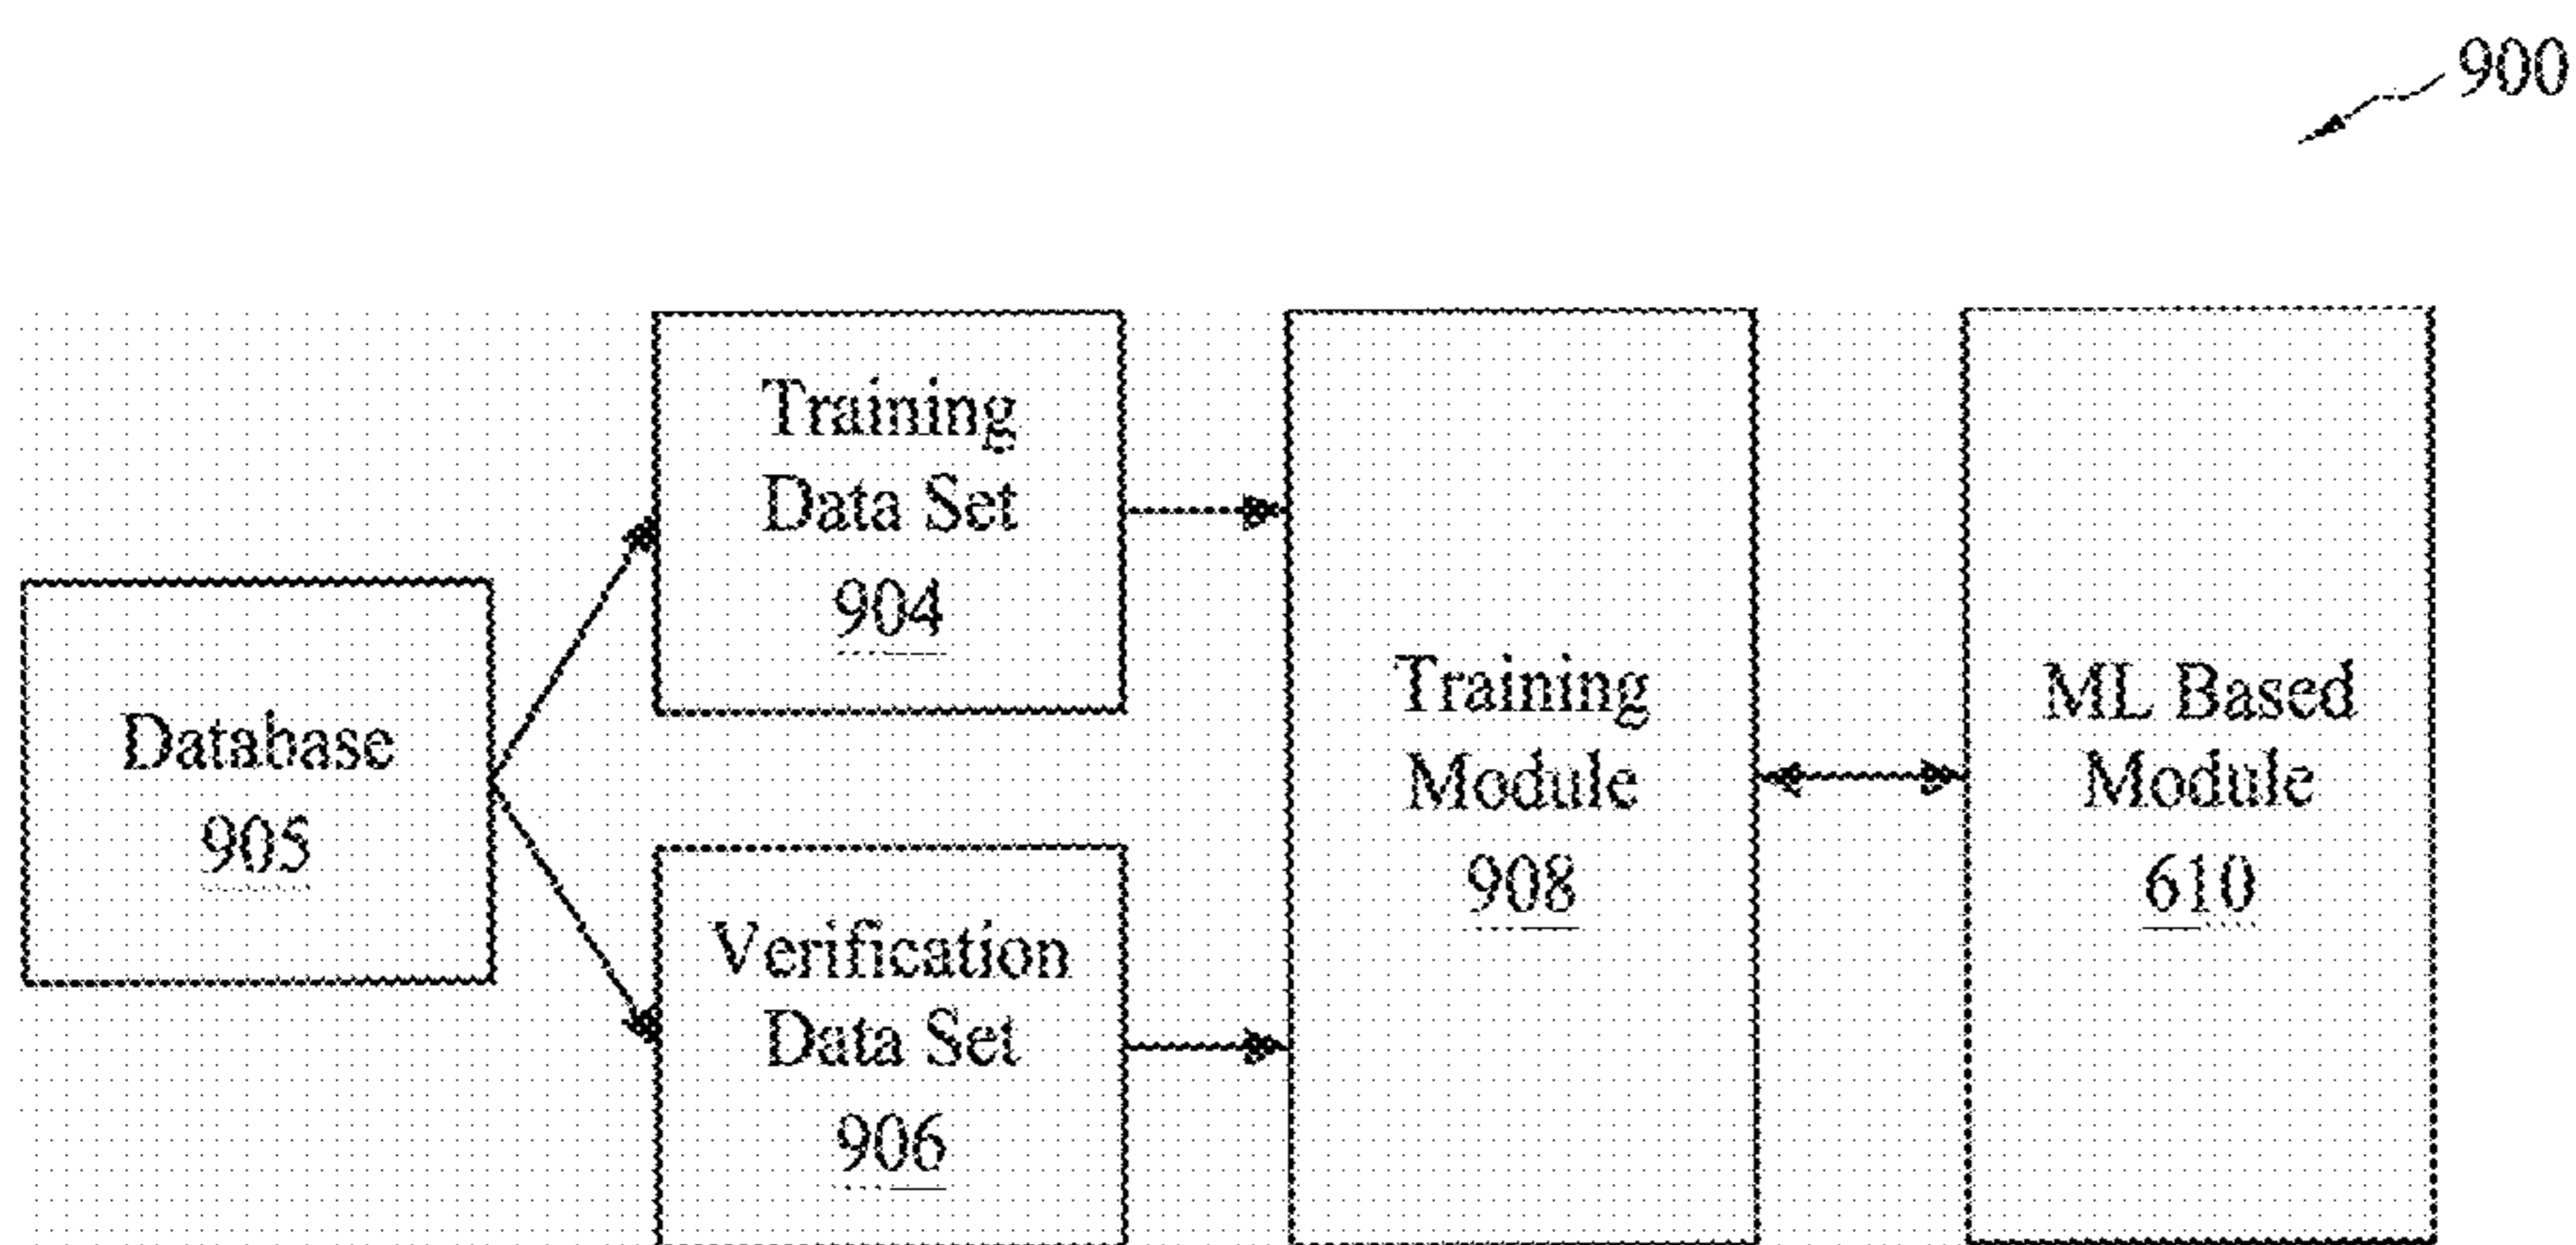 900
Training
Data Set
904
Database
905
Verification
Data Set
906
Training
Module
908
ML Based
Module
610